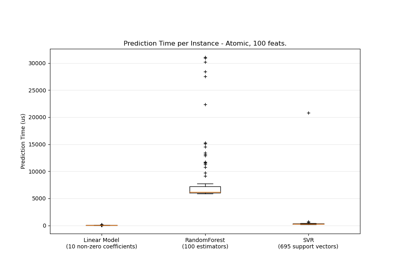 Prediction Time per Instance - Atomic, 100 feats.
30000
25000
20000
15000
10000
5000
0
Prediction Time (us)
Linear Model
(10 non-zero coefficients)
RandomForest
(100 estimators)
SVR
(695 support vectors)